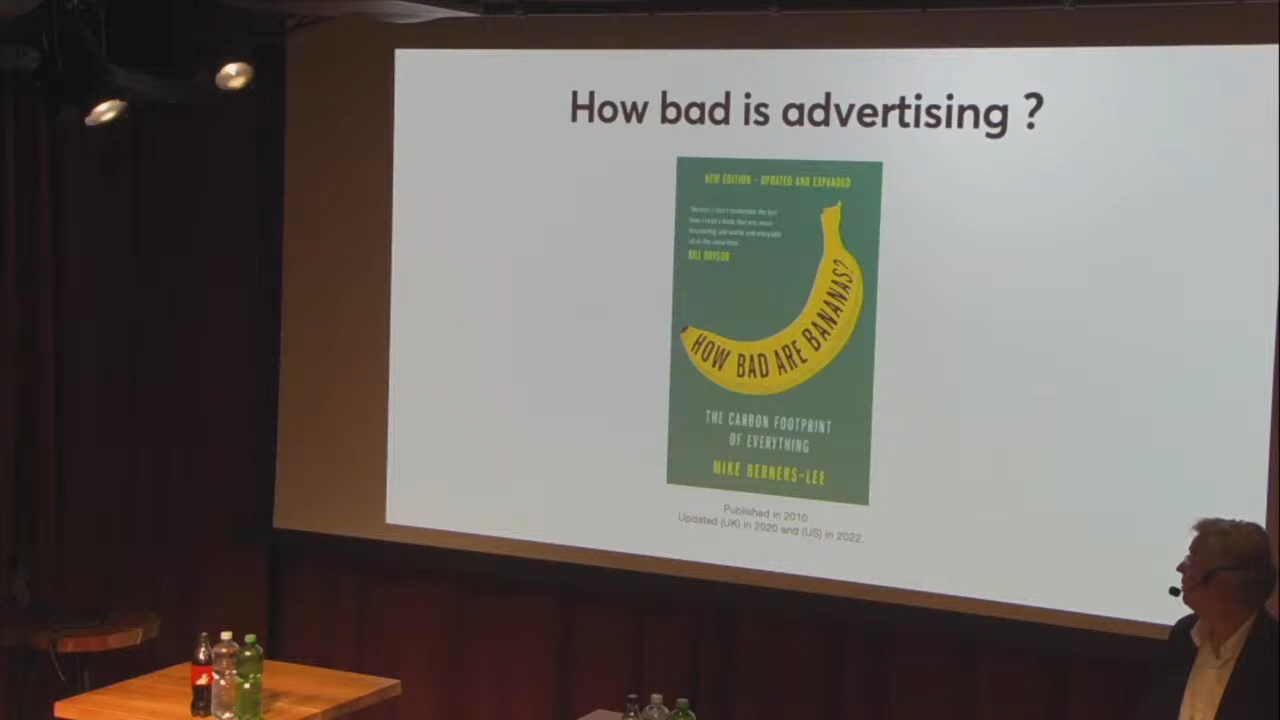 How bad is advertising ?
NEW EDITION – UPDATED AND EXPANDED
BILL BRYSON
HOW BAD ARE BANANAS?
THE CARBON FOOTPRINT
OF EVERYTHING
MIKE BERNERS-LEE
Published in 2010.
Updated (UK) in 2020 and (US) in 2022.